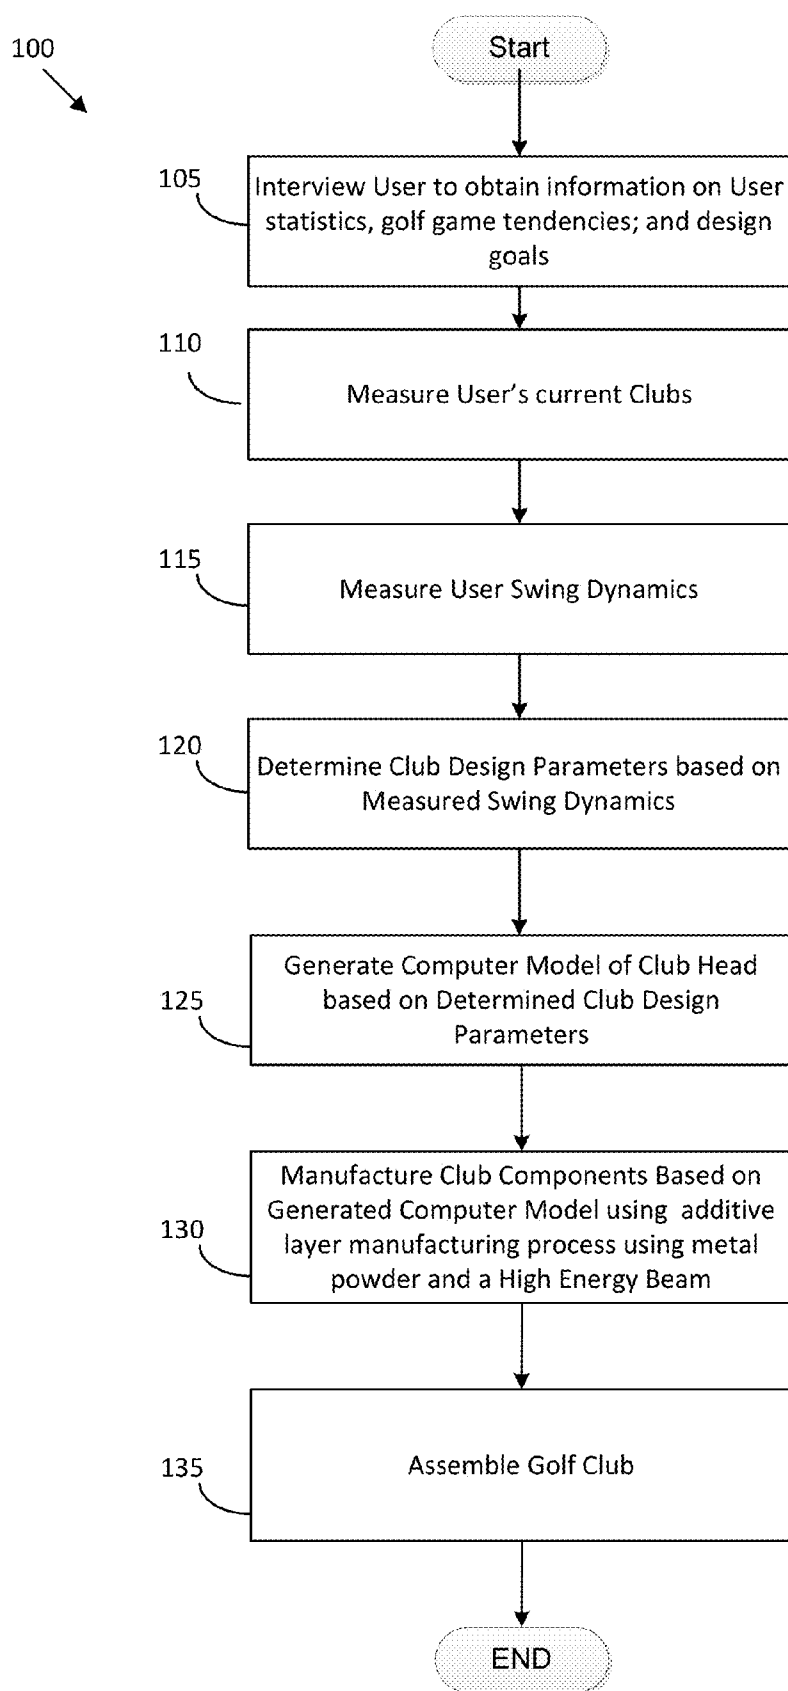 100
Start
105
Interview User to obtain information on User
statistics, golf game tendencies; and design
goals
110
Measure User's current Clubs
115
Measure User Swing Dynamics
120
Determine Club Design Parameters based on
Measured Swing Dynamics
125
Generate Computer Model of Club Head
based on Determined Club Design
Parameters
130
Manufacture Club Components Based on
Generated Computer Model using additive
layer manufacturing process using metal
powder and a High Energy Beam
135
Assemble Golf Club
END